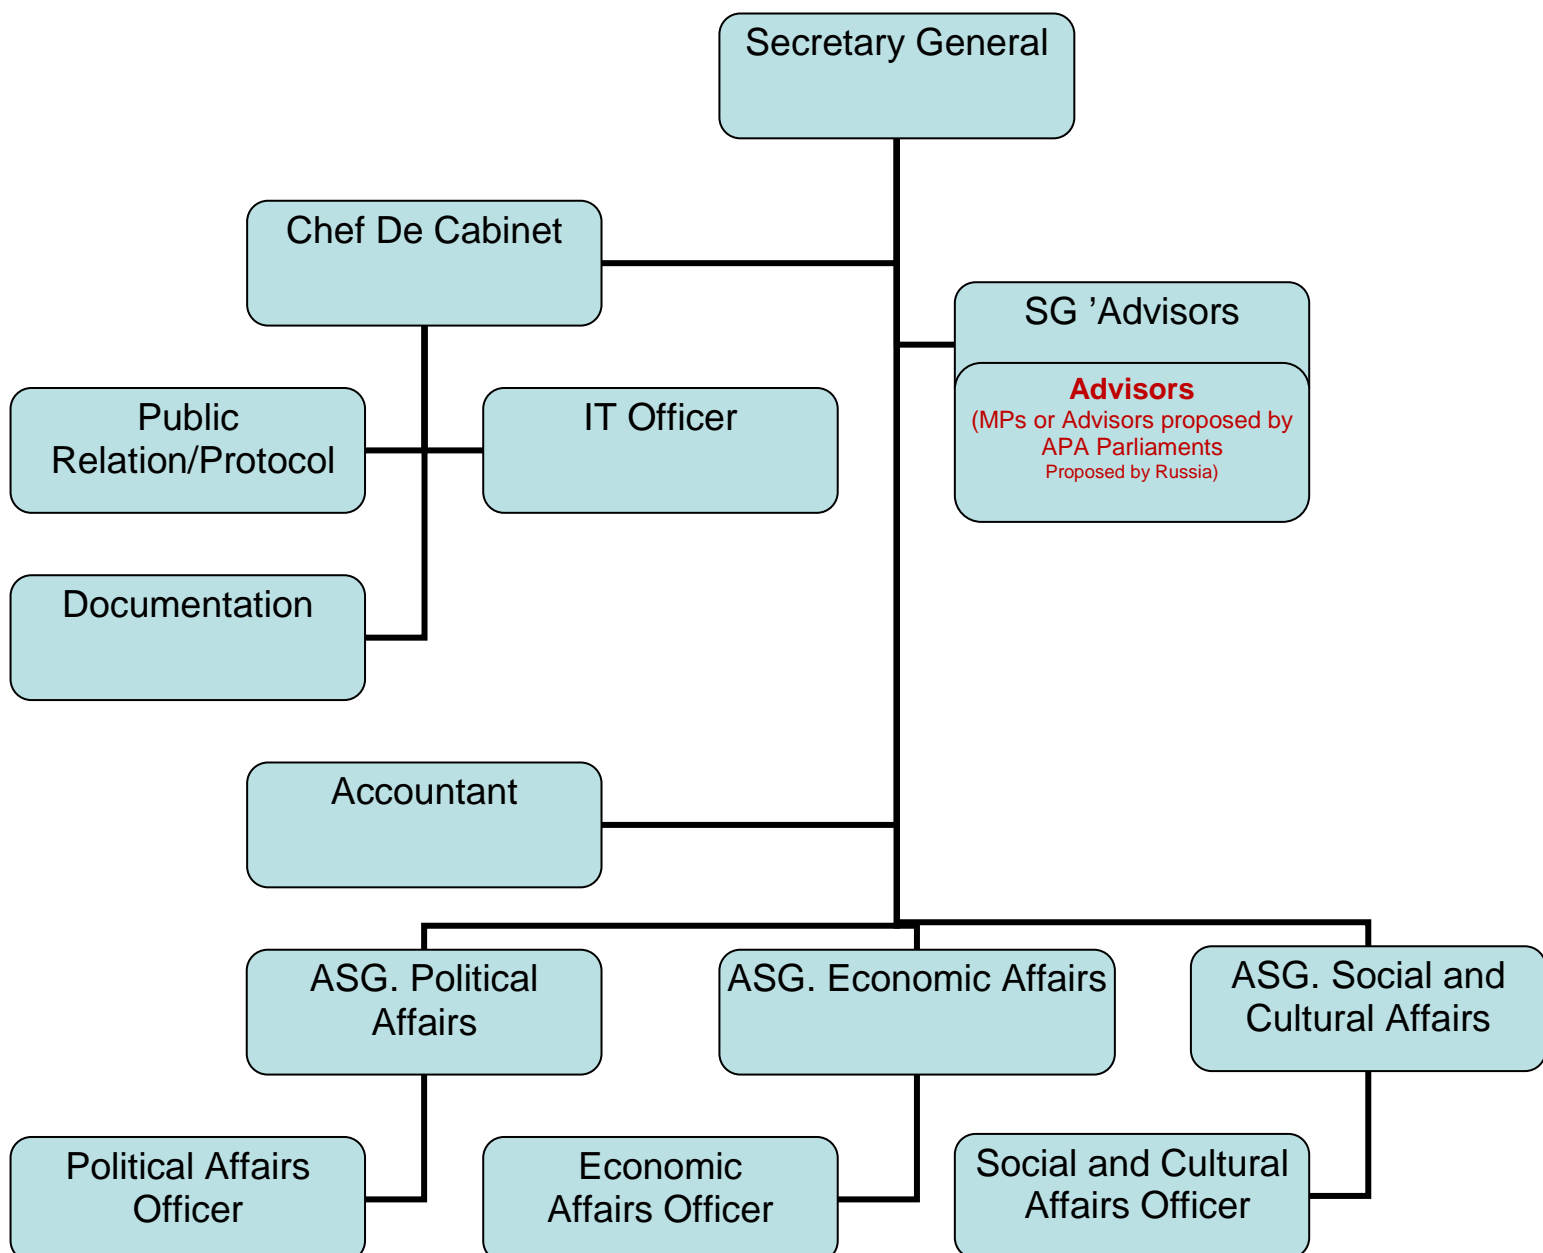 Secretary General
Chef De Cabinet
SG ’Advisors
Advisors
(MPs or Advisors proposed by
APA Parliaments
Proposed by Russia)
Public
Relation/Protocol
IT Officer
Documentation
Accountant
ASG. Political
Affairs
ASG. Economic Affairs
ASG. Social and
Cultural Affairs
Political Affairs
Officer
Economic
Affairs Officer
Social and Cultural
Affairs Officer